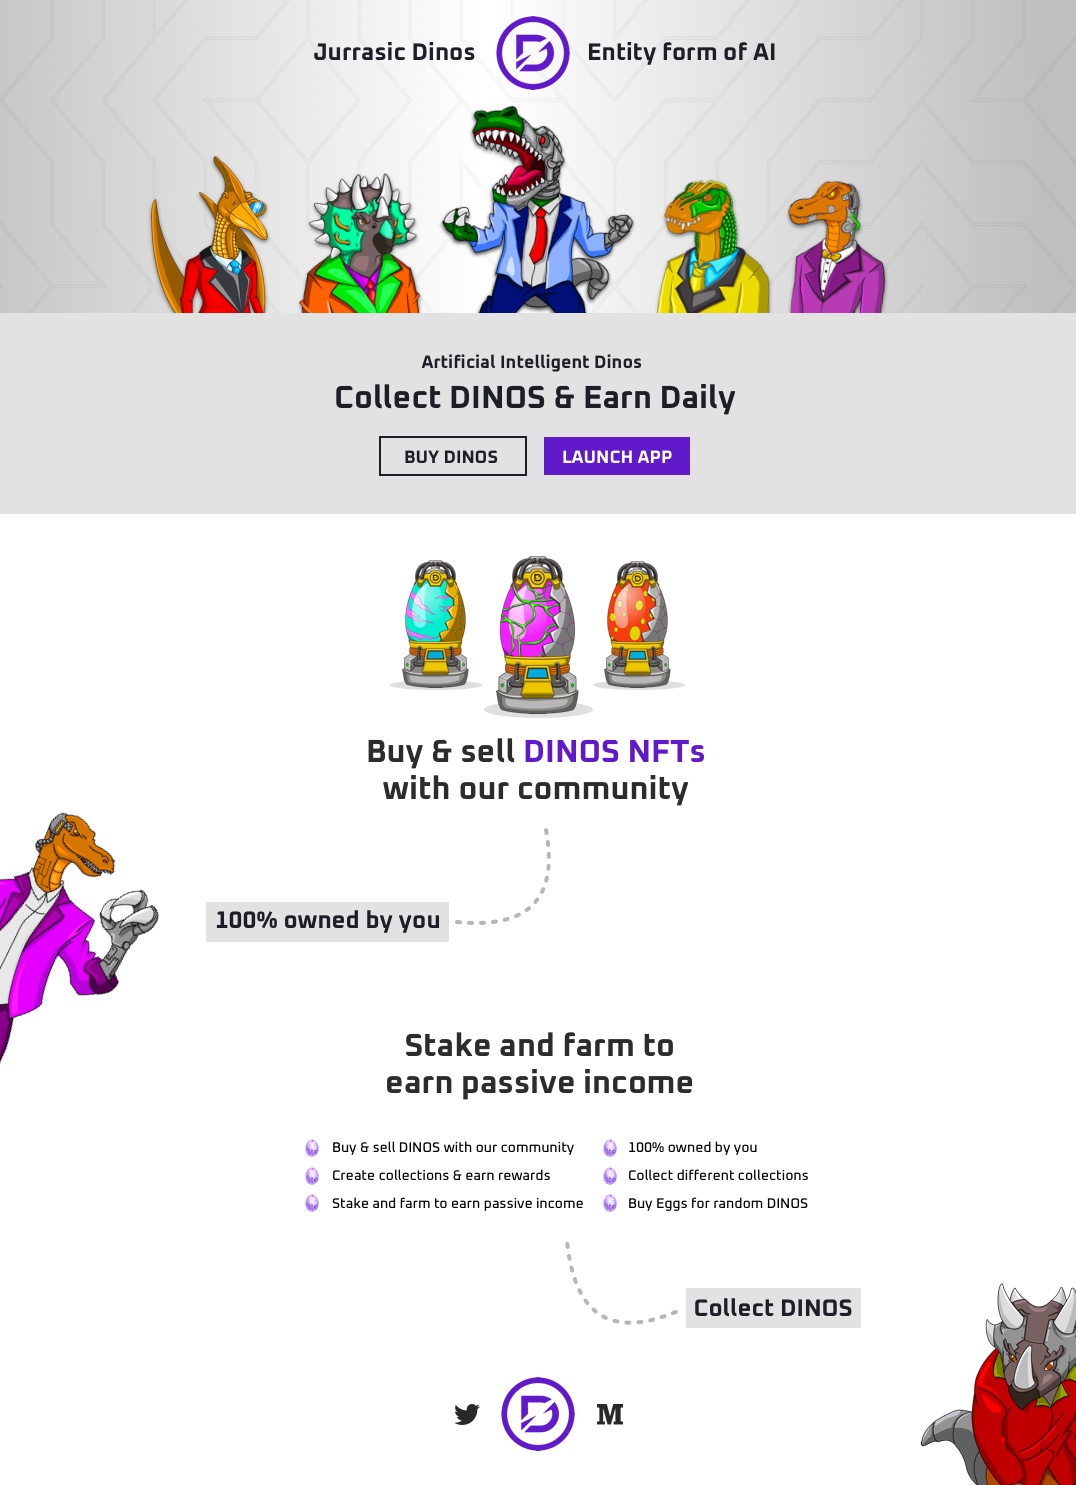 Jurrasic Dinos
Entity form of AI
Artificial Intelligent Dinos
Collect DINOS & Earn Daily
BUY DINOS
LAUNCH APP
Buy & sell DINOS NFTs
with our community
100% owned by you
Stake and farm to
earn passive income
Buy & sell DINOS with our community
Create collections & earn rewards
Stake and farm to earn passive income
100% owned by you
Collect different collections
Buy Eggs for random DINOS
Collect DINOS